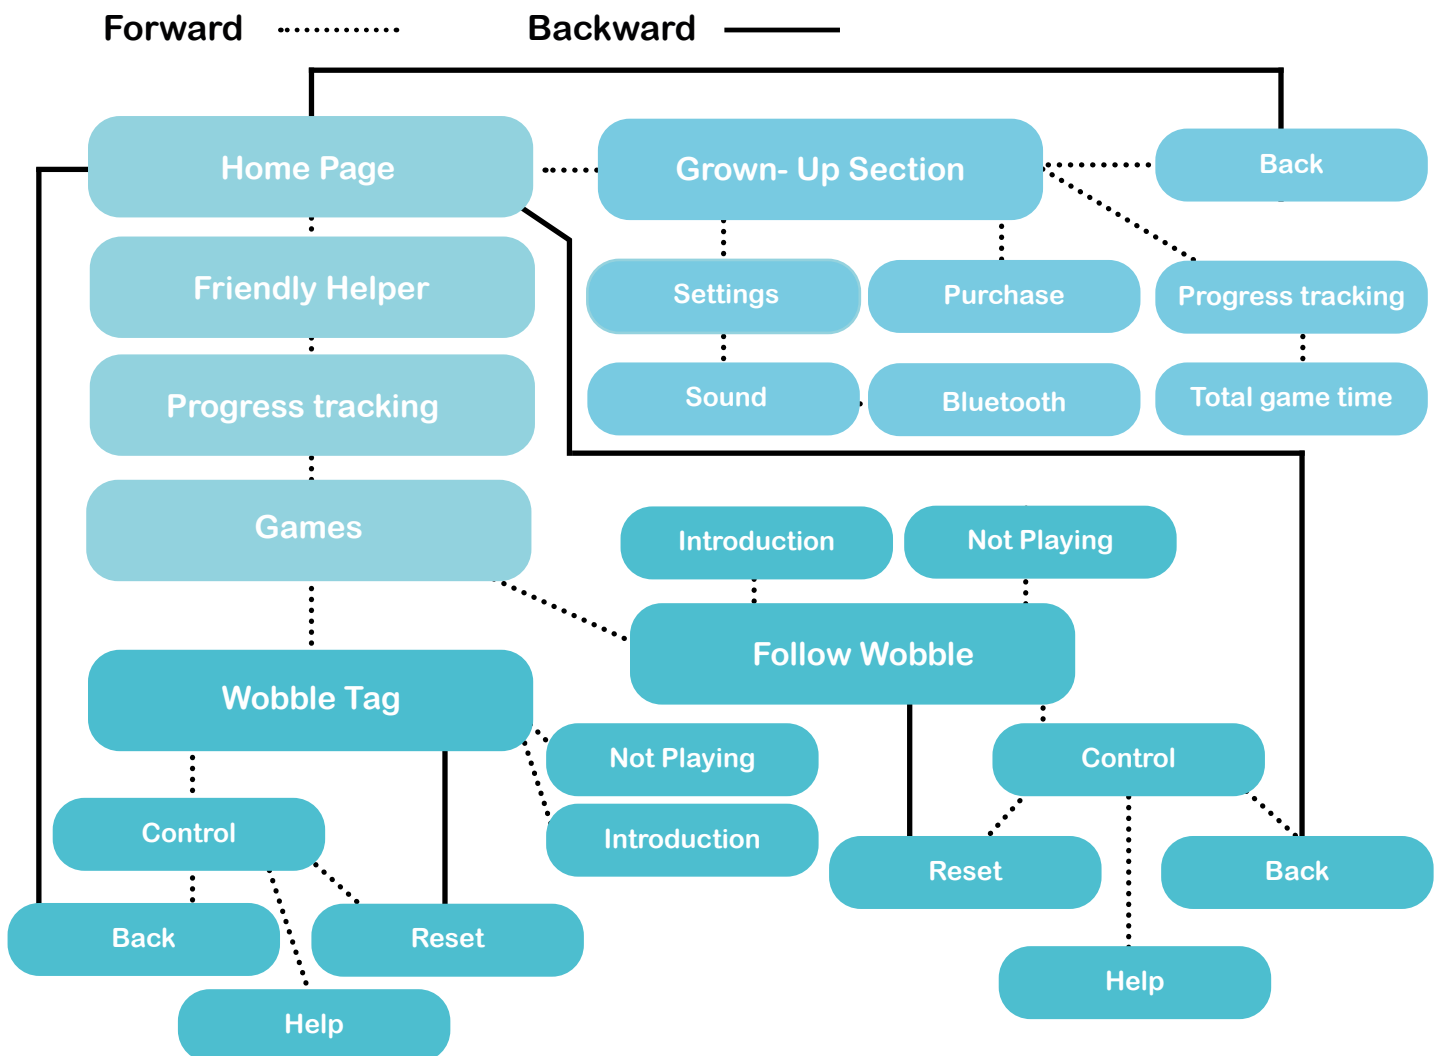 Forward
Backward
Home Page
Grown- Up Section
Back
Friendly Helper
Settings
Purchase
Progress tracking
Progress tracking
Sound
Bluetooth
Total game time
Games
Introduction
Not Playing
Follow Wobble
Wobble Tag
Not Playing
Control
Control
Introduction
Reset
Back
Back
Reset
Help
Help